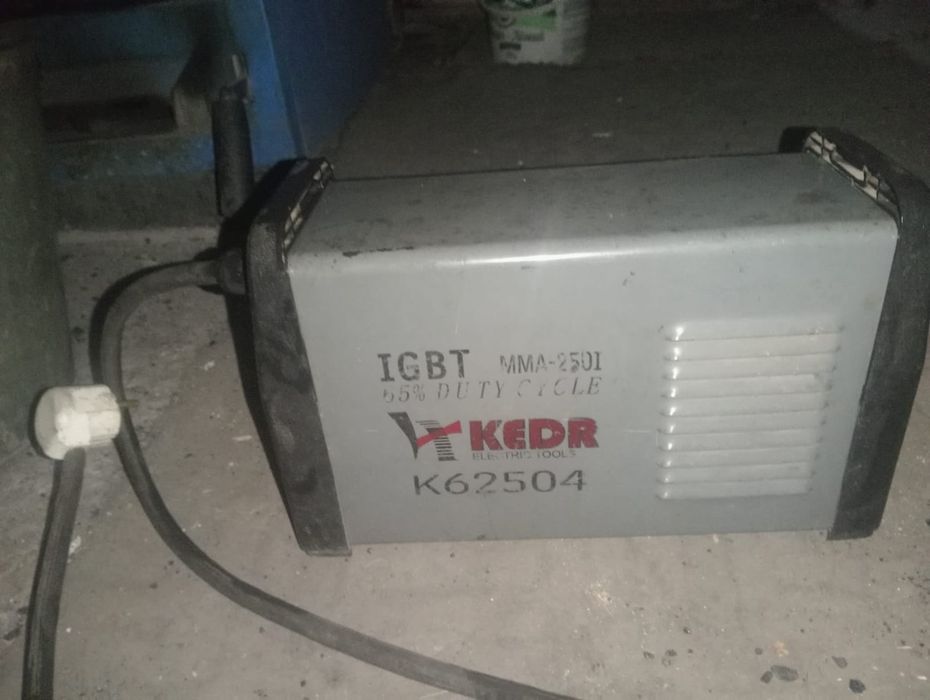 IGBT MMA-250I
65% DUTY CYCLE
KEDR
ELECTRIC TOOLS
K62504